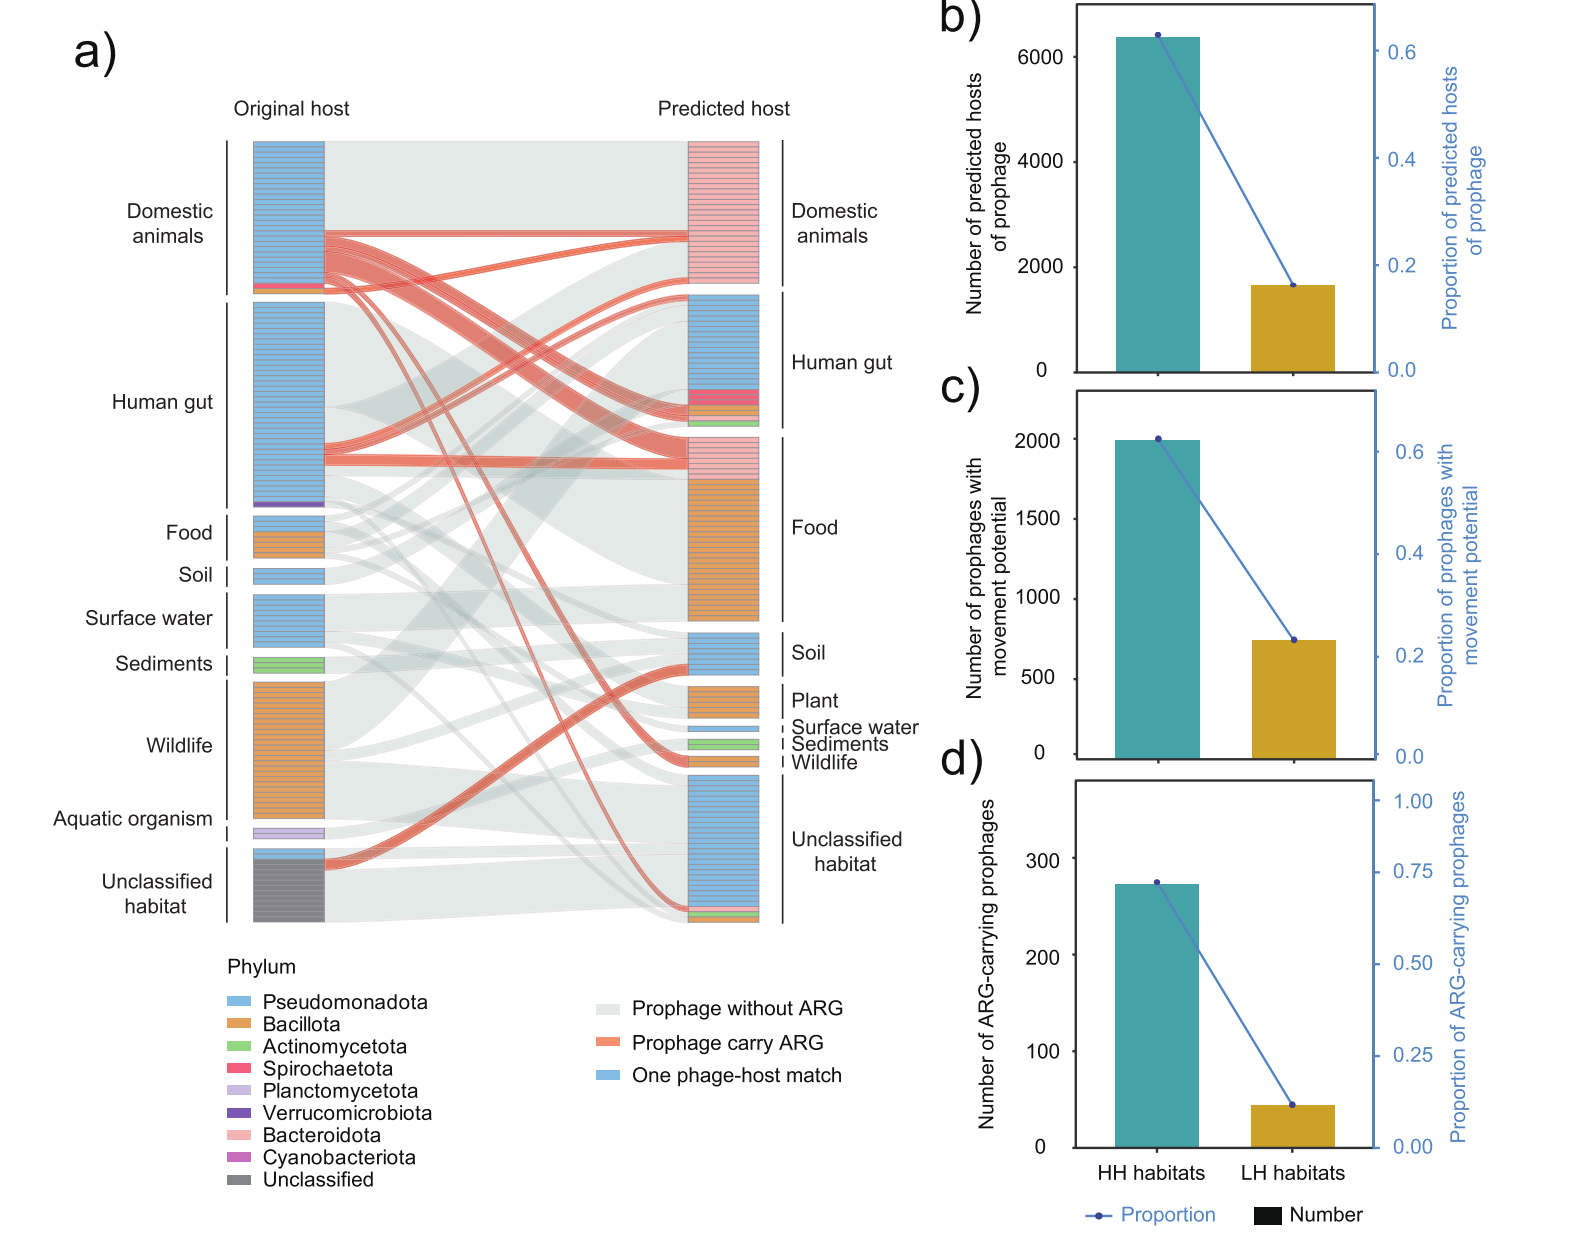 a)
Original host
Predicted host
Domestic
animals
Human gut
Food
Soil
Surface water
Sediments
Wildlife
Aquatic organism
Unclassified
habitat
Domestic
animals
Human gut
Food
Soil
Plant
Surface water
Sediments
Wildlife
Unclassified
habitat
Phylum
Pseudomonadota
Bacillota
Actinomycetota
Spirochaetota
Planctomycetota
Verrucomicrobiota
Bacteroidota
Cyanobacteriota
Unclassified
Prophage without ARG
Prophage carry ARG
One phage-host match
b)
Number of predicted hosts
of prophage
6000
4000
2000
0
0.6
0.4
0.2
0.0
Proportion of predicted hosts
of prophage
c)
Number of prophages with
movement potential
2000
1500
1000
500
0
0.6
0.4
0.2
0.0
Proportion of prophages with
movement potential
d)
Number of ARG-carrying prophages
300
200
100
0
1.00
0.75
0.50
0.25
0.00
Proportion of ARG-carrying prophages
HH habitats
LH habitats
Proportion
Number